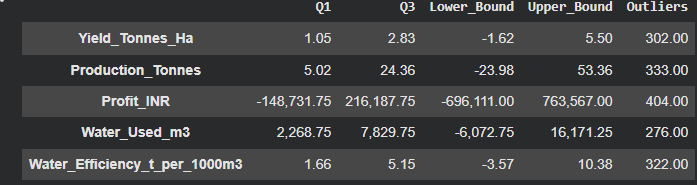 Q1 Q3 Lower_Bound Upper_Bound Outliers
Yield_Tonnes_Ha 1.05 2.83 -1.62 5.50 302.00
Production_Tonnes 5.02 24.36 -23.98 53.36 333.00
Profit_INR -148,731.75 216,187.75 -696,111.00 763,567.00 404.00
Water_Used_m3 2,268.75 7,829.75 -6,072.75 16,171.25 276.00
Water_Efficiency_t_per_1000m3 1.66 5.15 -3.57 10.38 322.00